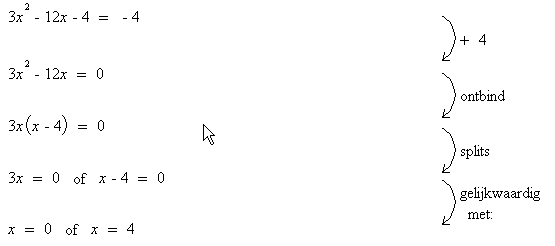 3x² - 12x - 4 = - 4
+ 4
3x² - 12x = 0
ontbind
3x(x - 4) = 0
splits
3x = 0 of x - 4 = 0
gelijkwaardig
met:
x = 0 of x = 4